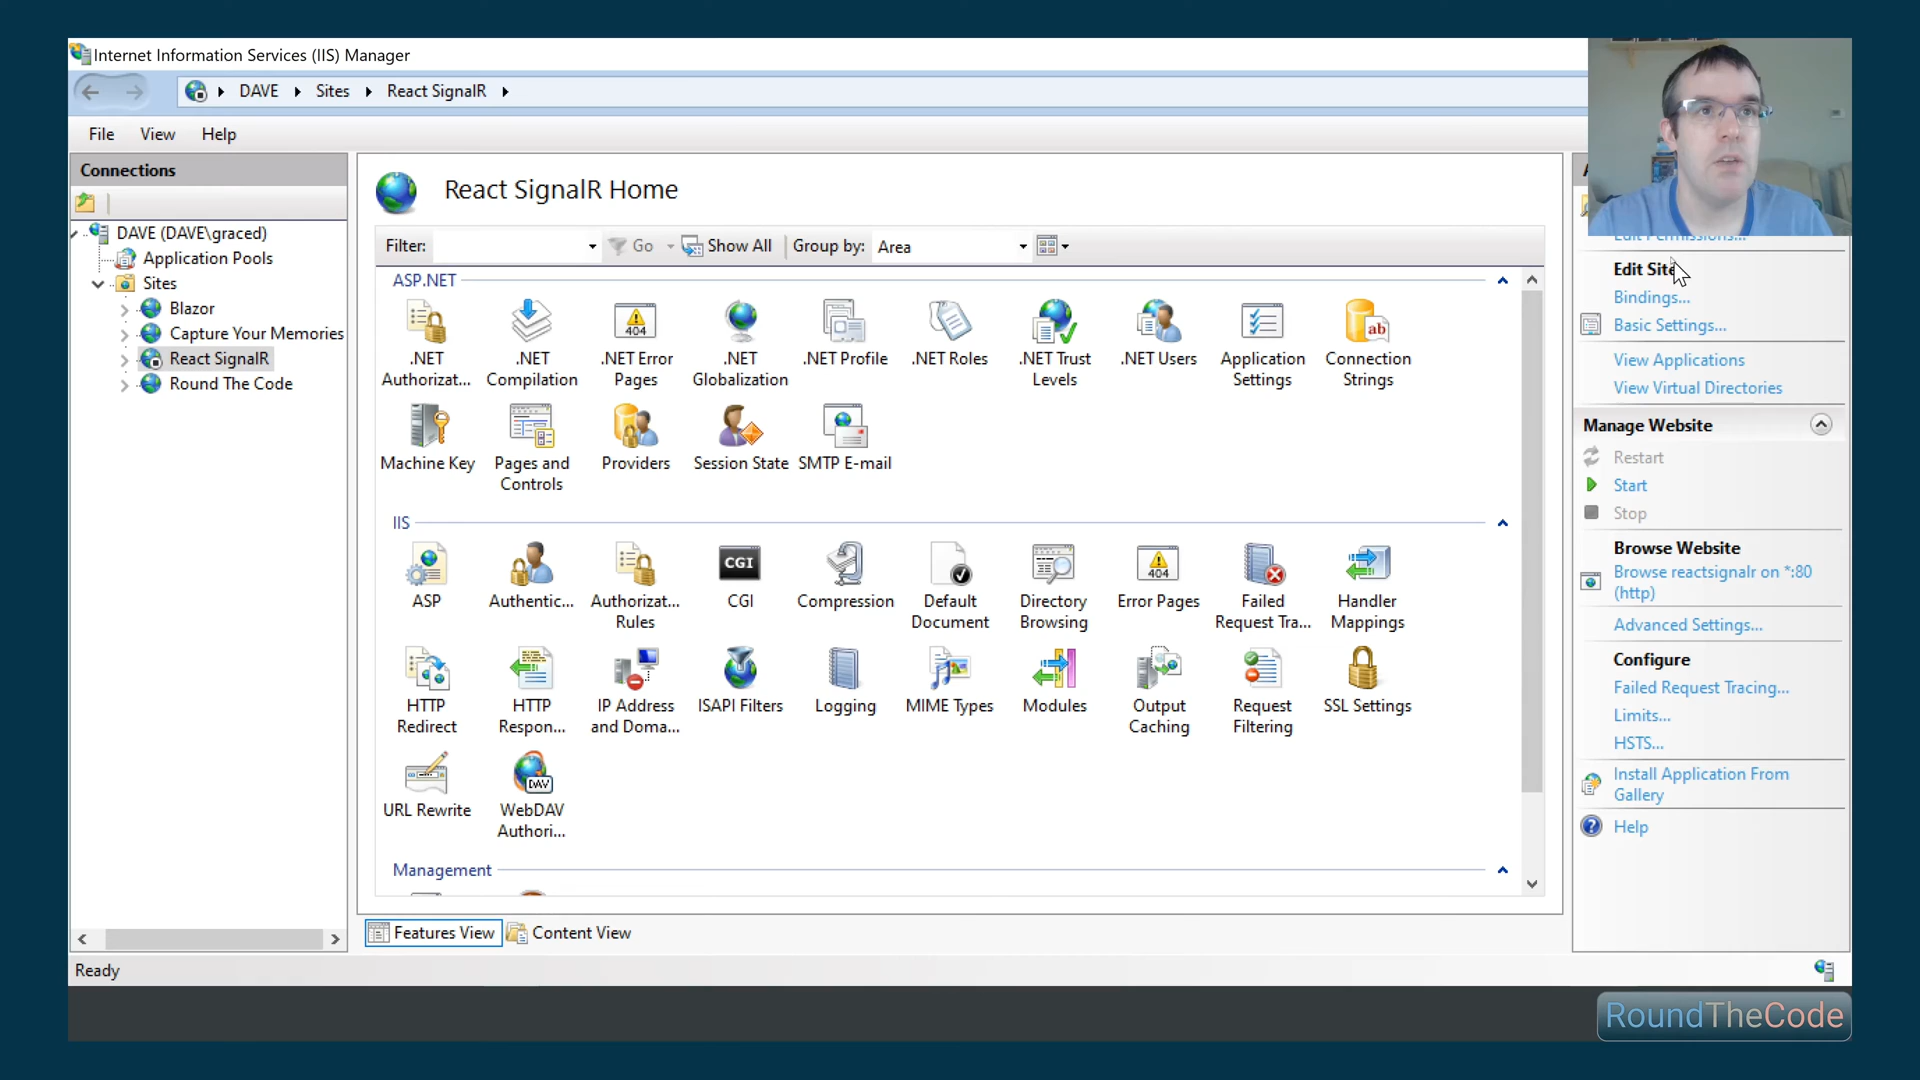 Internet Information Services (IIS) Manager
DAVE Sites React SignalR
File View Help
Connections
DAVE (DAVE\graced)
Application Pools
Sites
Blazor
Capture Your Memories
React SignalR
Round The Code
React SignalR Home
Filter: Go Show All Group by: Area
ASP.NET
.NET Authorizat...
.NET Compilation
.NET Error Pages
.NET Globalization
.NET Profile
.NET Roles
.NET Trust Levels
.NET Users
Application Settings
Connection Strings
Machine Key
Pages and Controls
Providers
Session State
SMTP E-mail
IIS
ASP
Authentic...
Authorizat... Rules
CGI
Compression
Default Document
Directory Browsing
Error Pages
Failed Request Tra...
Handler Mappings
HTTP Redirect
HTTP Respon...
IP Address and Doma...
ISAPI Filters
Logging
MIME Types
Modules
Output Caching
Request Filtering
SSL Settings
URL Rewrite
WebDAV Authori...
Management
Features View
Content View
Edit Permissions...
Edit Site
Bindings...
Basic Settings...
View Applications
View Virtual Directories
Manage Website
Restart
Start
Stop
Browse Website
Browse reactsignalr on *:80
(http)
Advanced Settings...
Configure
Failed Request Tracing...
Limits...
HSTS...
Install Application From
Gallery
Help
Ready
RoundTheCode